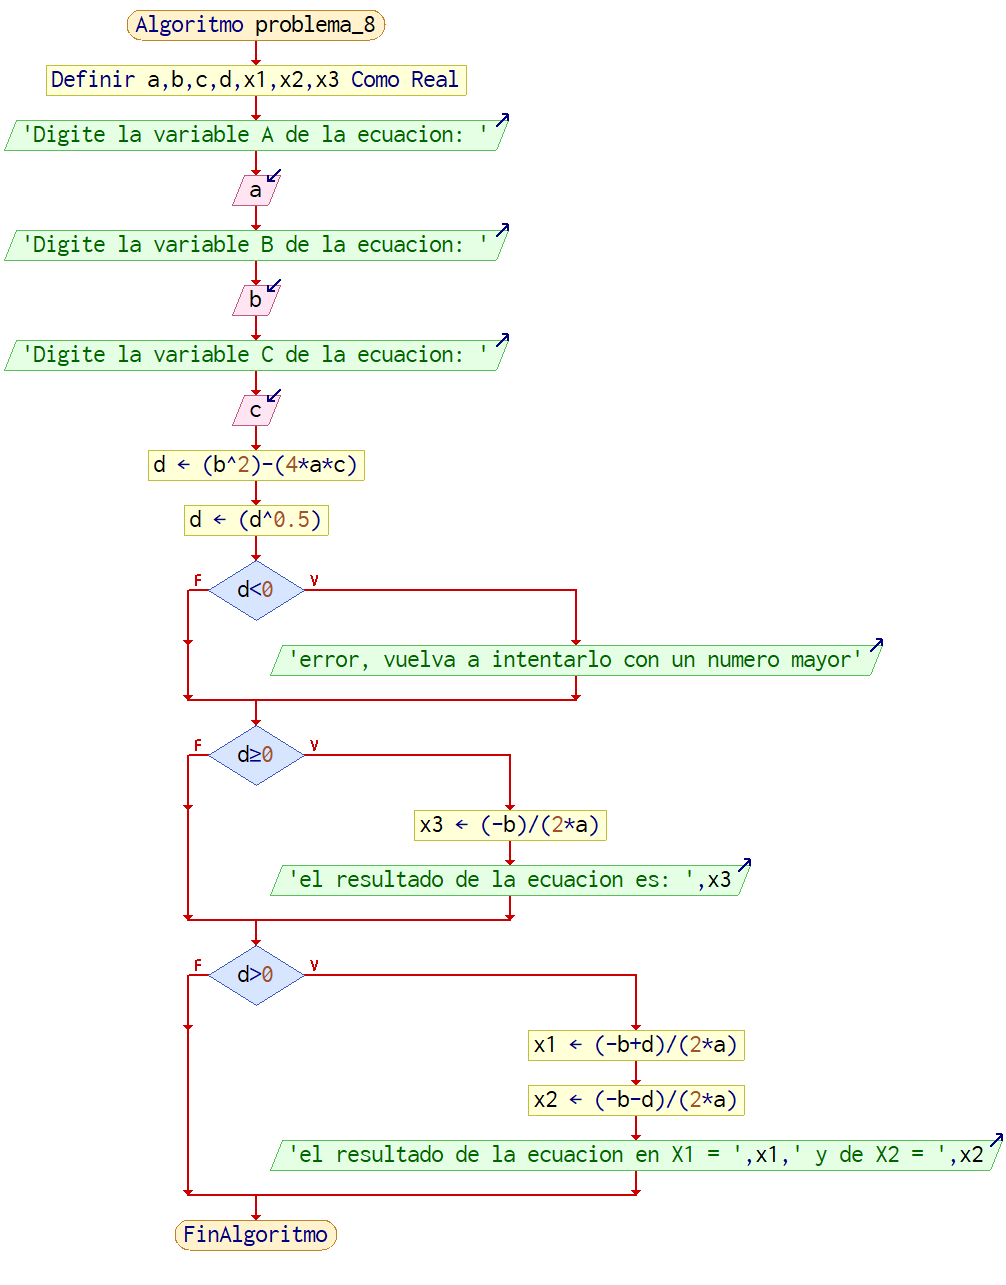 Algoritmo problema_8
Definir a,b,c,d,x1,x2,x3 Como Real
'Digite la variable A de la ecuacion: '
a
'Digite la variable B de la ecuacion: '
b
'Digite la variable C de la ecuacion: '
c
d ← (b^2)-(4*a*c)
d ← (d^0.5)
F
d<0
V
'error, vuelva a intentarlo con un numero mayor'
F
d≥0
V
x3 ← (-b)/(2*a)
'el resultado de la ecuacion es: ',x3
F
d>0
V
x1 ← (-b+d)/(2*a)
x2 ← (-b-d)/(2*a)
'el resultado de la ecuacion en X1 = ',x1,' y de X2 = ',x2
FinAlgoritmo